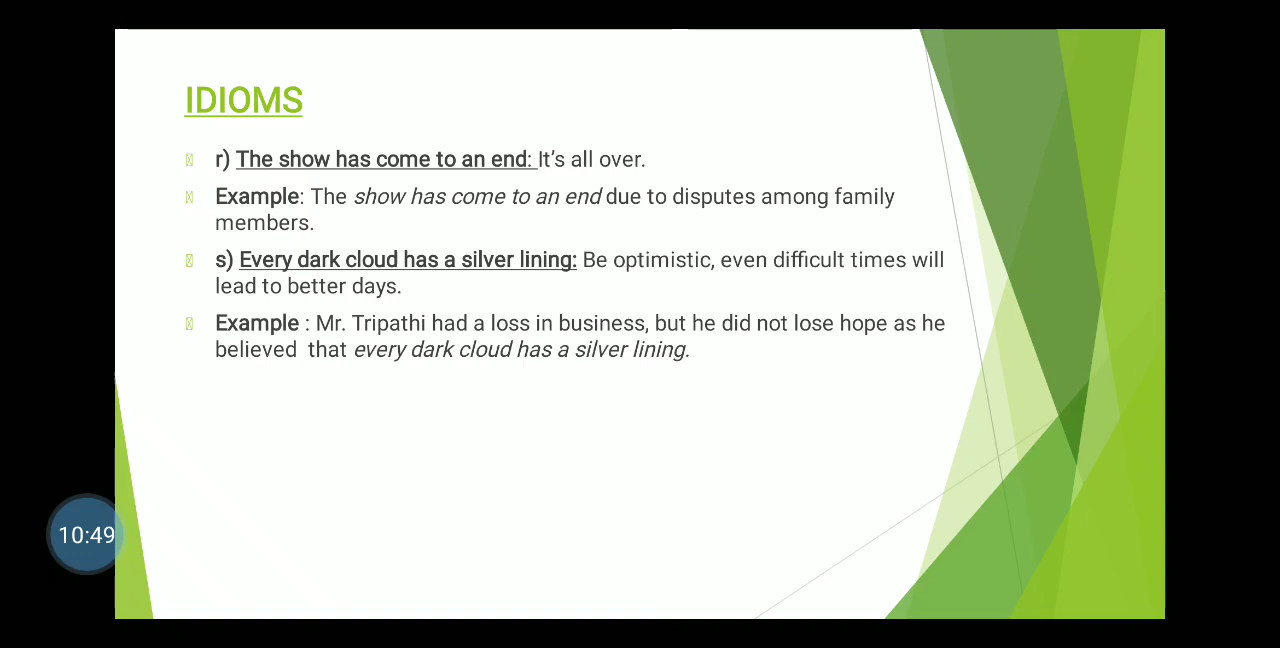 IDIOMS
r) The show has come to an end: It’s all over.
Example: The show has come to an end due to disputes among family
members.
s) Every dark cloud has a silver lining: Be optimistic, even difficult times will
lead to better days.
Example : Mr. Tripathi had a loss in business, but he did not lose hope as he
believed  that every dark cloud has a silver lining.
10:49